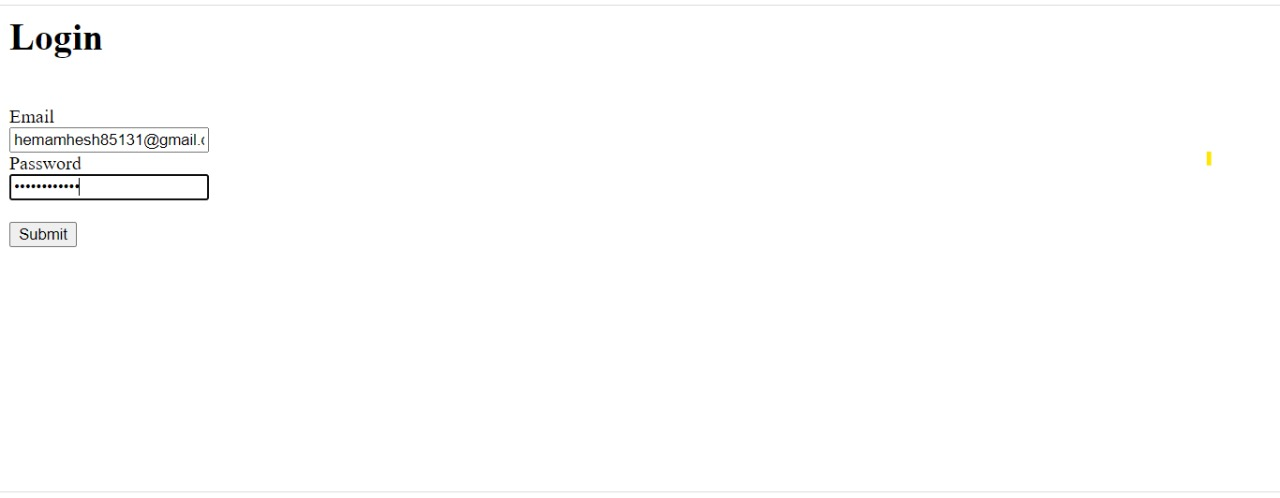 Login
Email
hemamhesh85131@gmail.
Password
••••••••••••
Submit